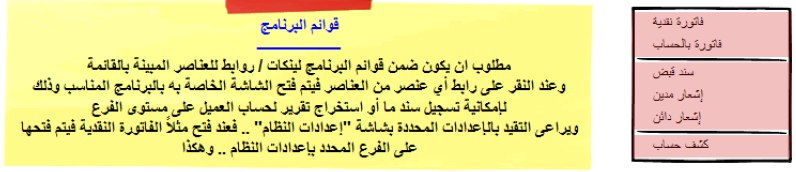 قوائم البرنامج
مطلوب ان يكون ضمن قوائم البرنامج لينكات / روابط للعناصر المبينة بالقائمة
وعند النقر على رابط أي عنصر من العناصر فيتم فتح الشاشة الخاصة به بالبرنامج المناسب وذلك
لإمكانية تسجيل سند ما أو استخراج تقرير لحساب العميل على مستوى الفرع
ويراعى التقيد بالإعدادات المحددة بشاشة "إعدادات النظام" .. فعند فتح مثلاً الفاتورة النقدية فيتم فتحها
على الفرع المحدد بإعدادات النظام .. وهكذا
فاتورة نقدية
فاتورة بالحساب
سند قبض
إشعار مدين
إشعار دائن
كشف حساب